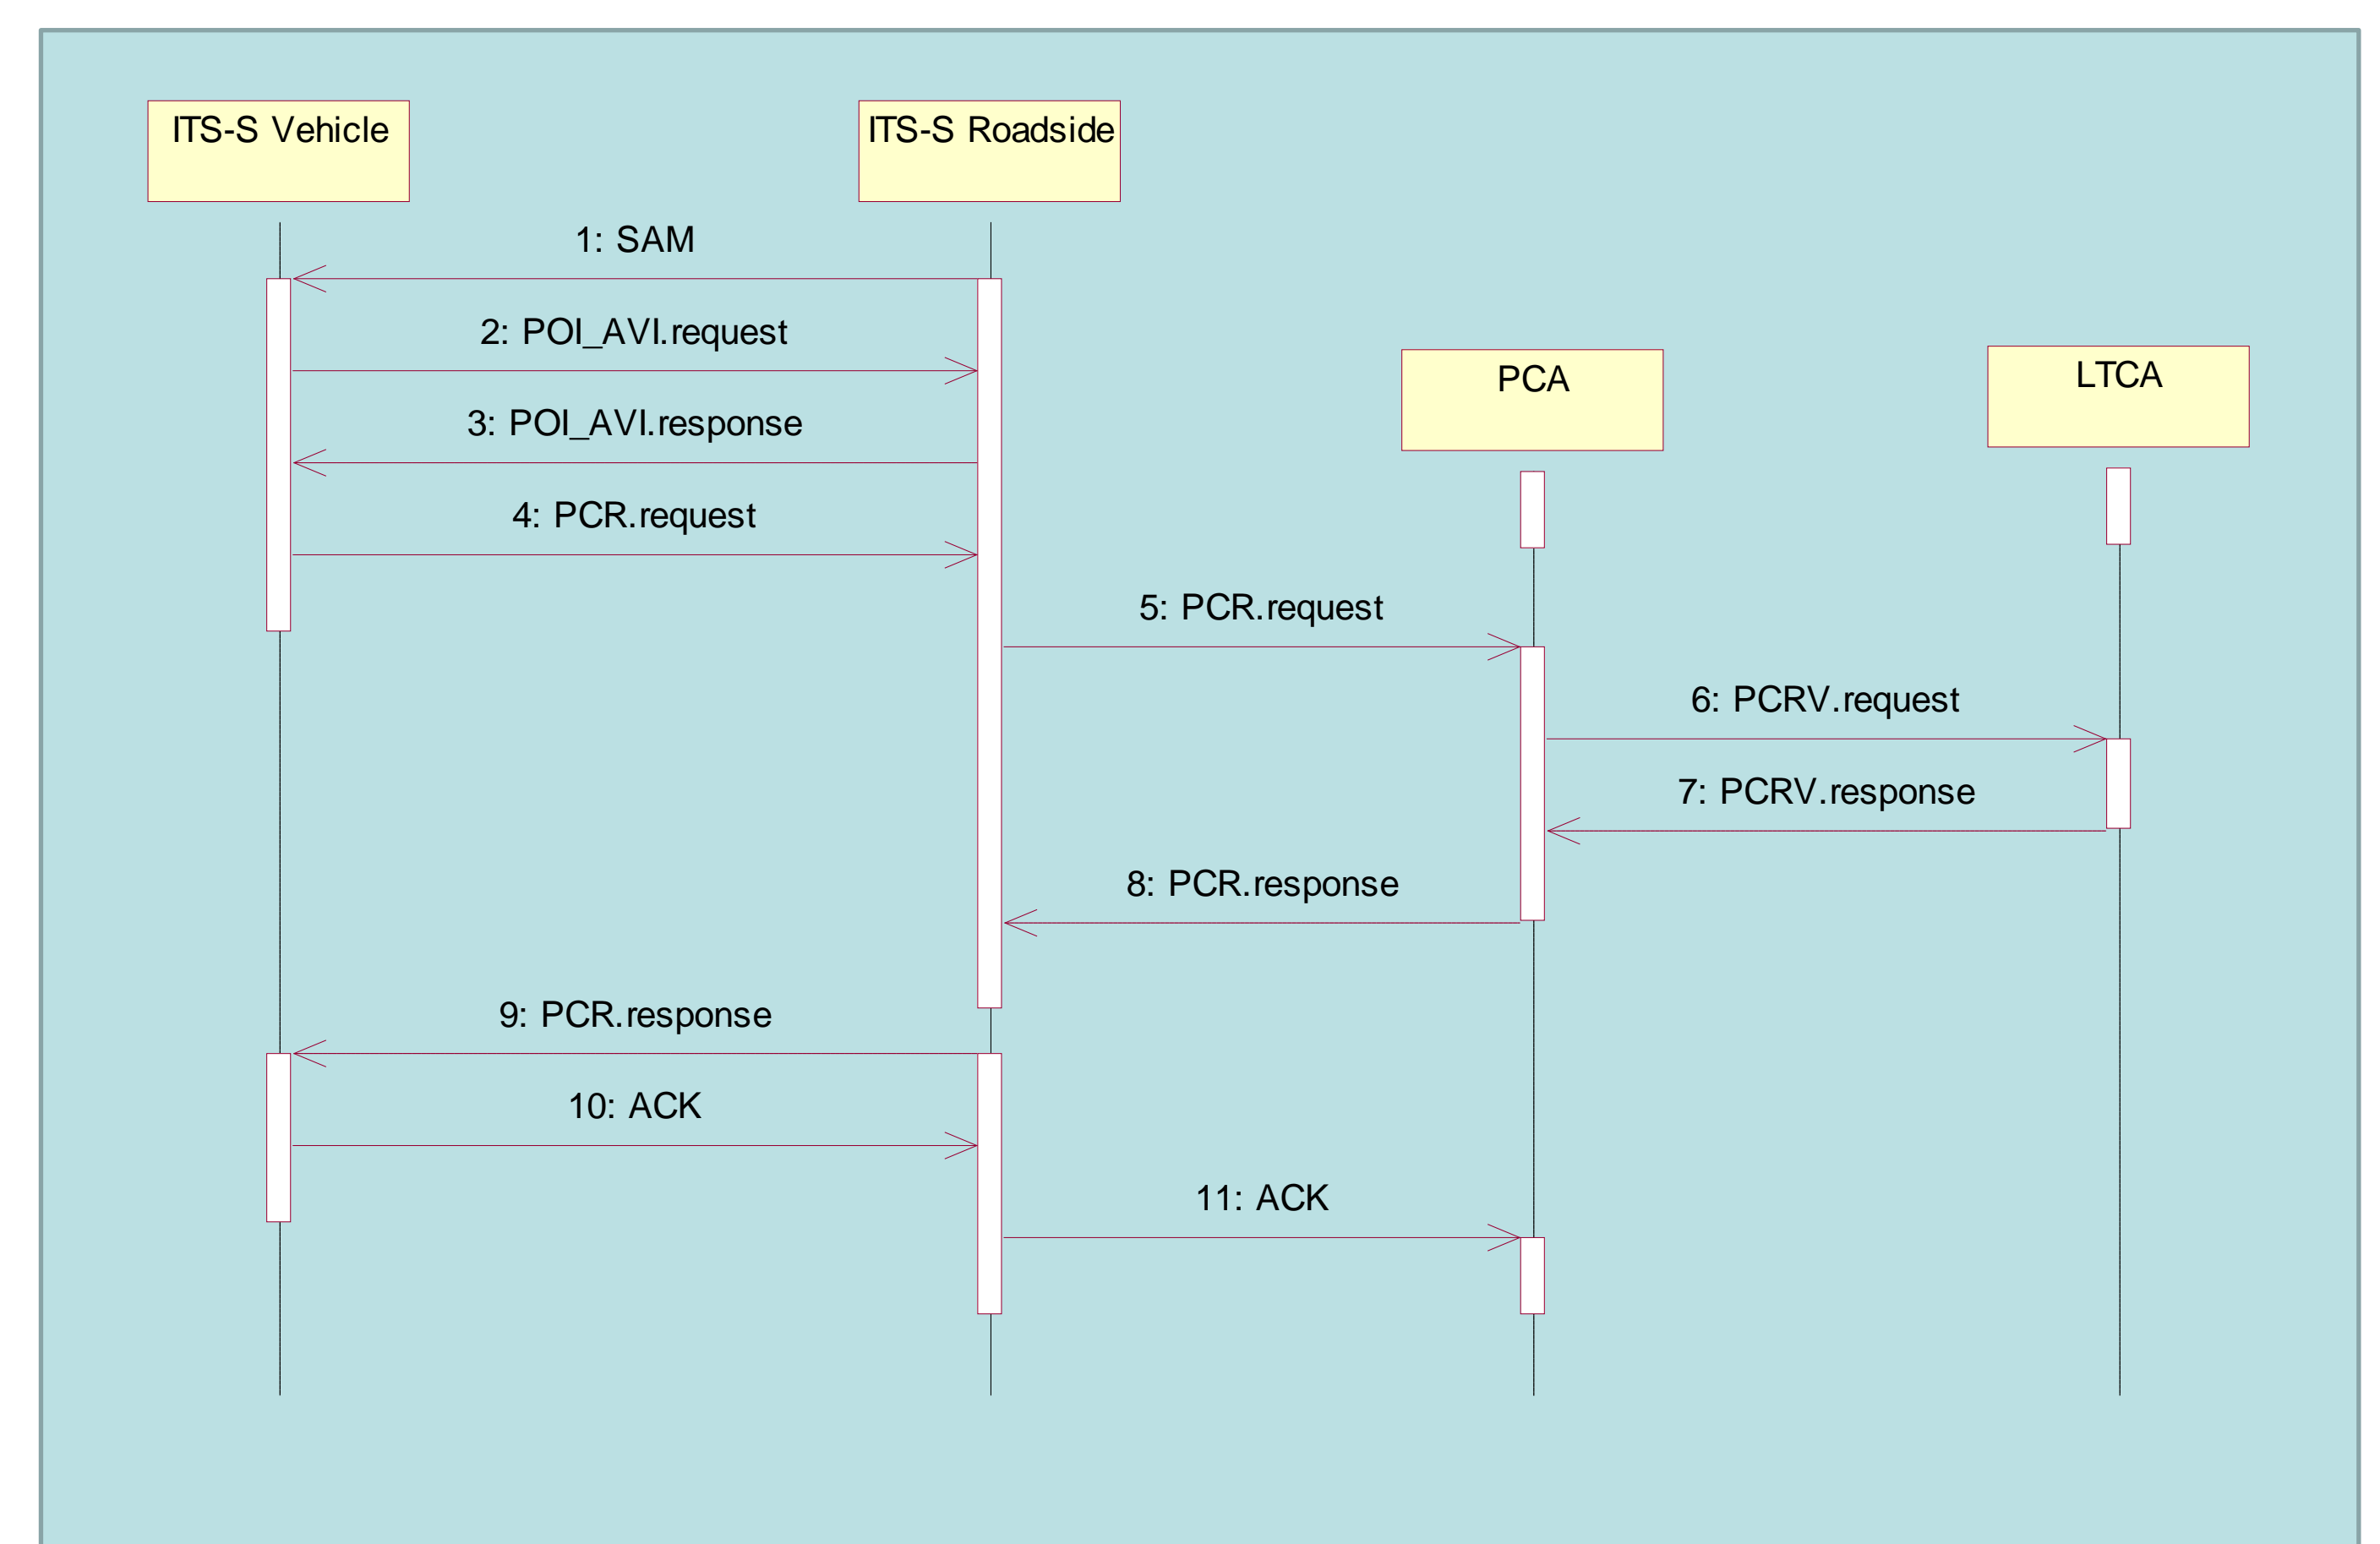 ITS-S Vehicle
ITS-S Roadside
1: SAM
2: POI_AVI.request
PCA
LTCA
3: POI_AVI.response
4: PCR.request
5: PCR.request
6: PCRV.request
7: PCRV.response
8: PCR.response
9: PCR.response
10: ACK
11: ACK